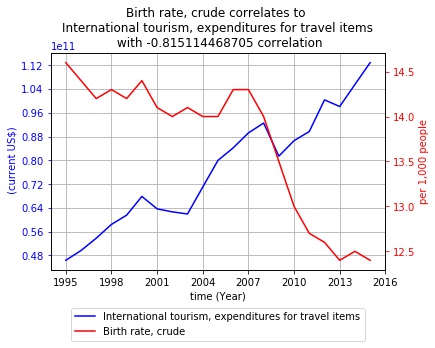 Birth rate, crude correlates to
International tourism, expenditures for travel items
with -0.815114468705 correlation
1e11
1.12
1.04
0.96
0.88
0.80
0.72
0.64
0.56
0.48
(current US$)
14.5
14.0
13.5
13.0
12.5
per 1,000 people
1995 1998 2001 2004 2007 2010 2013 2016
time (Year)
International tourism, expenditures for travel items
Birth rate, crude